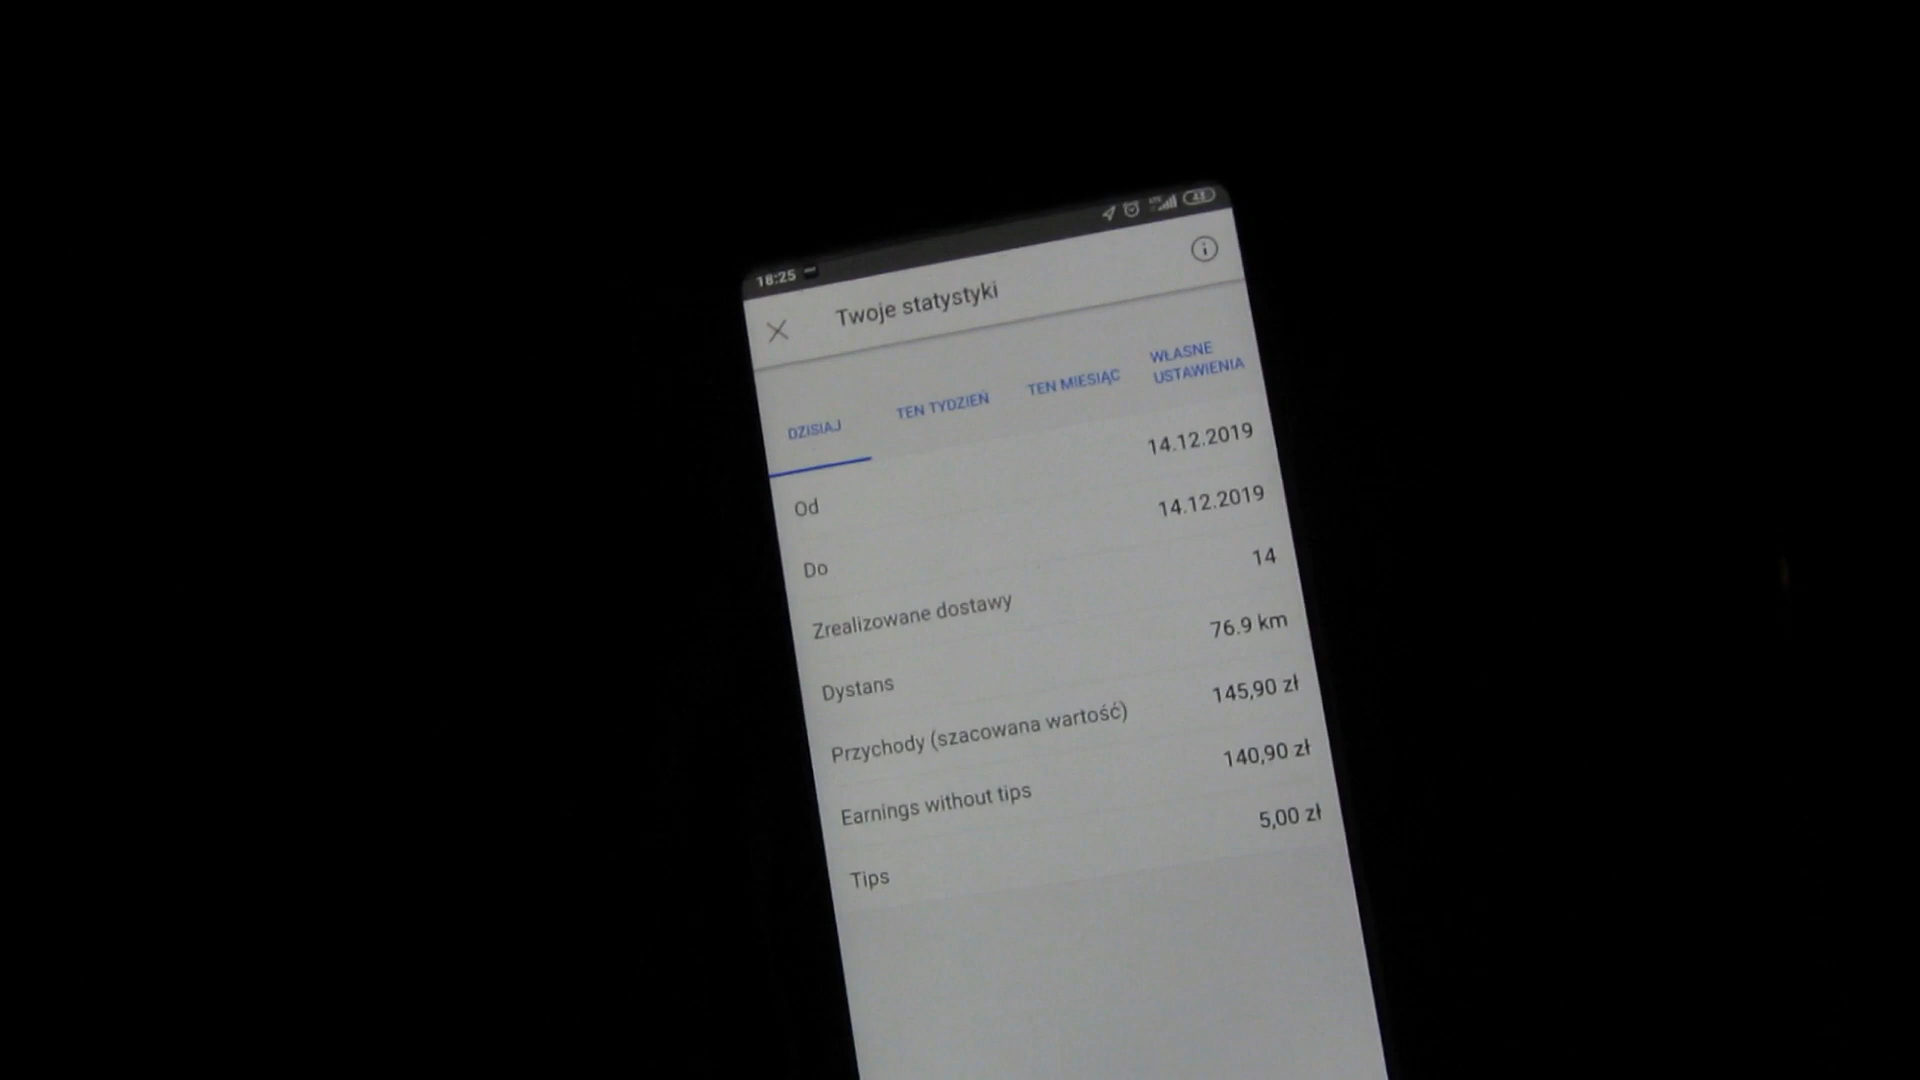 18:25
43
Twoje statystyki
DZISIAJ
TEN TYDZIEŃ
TEN MIESIĄC
WŁASNE
USTAWIENIA
Od 14.12.2019
Do 14.12.2019
Zrealizowane dostawy 14
Dystans 76.9 km
Przychody (szacowana wartość) 145,90 zł
Earnings without tips 140,90 zł
Tips 5,00 zł